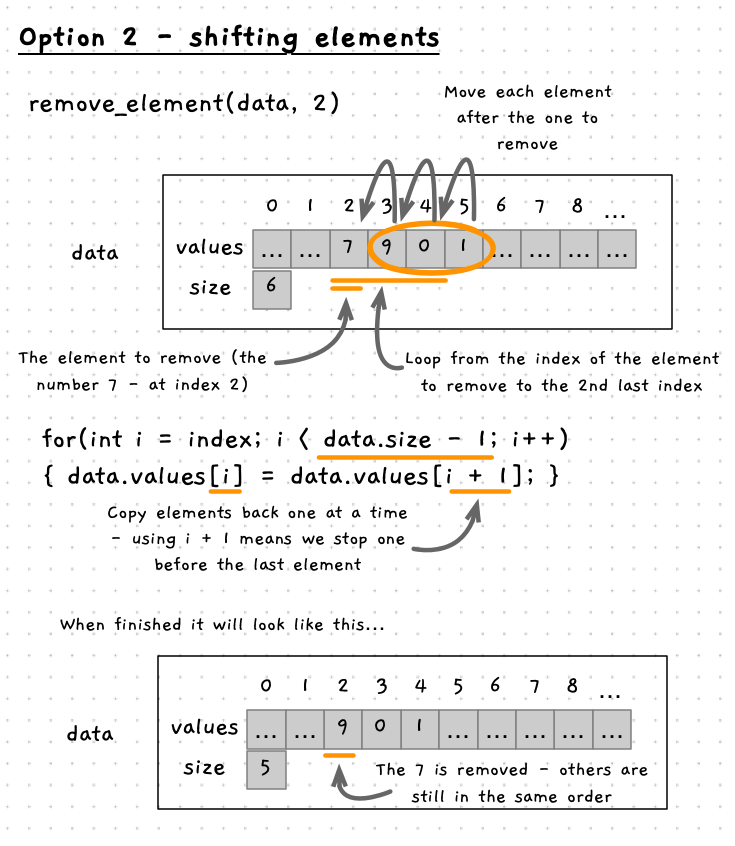 Option 2 - shifting elements
remove_element(data, 2)
Move each element
after the one to
remove
0 1 2 3 4 5 6 7 8 ...
data
values ... ... 7 9 0 1 ... ... ... ...
size 6
The element to remove (the
number 7 - at index 2)
Loop from the index of the element
to remove to the 2nd last index
for(int i = index; i < data.size - 1; i++)
{ data.values[i] = data.values[i + 1]; }
Copy elements back one at a time
- using i + 1 means we stop one
before the last element
When finished it will look like this...
0 1 2 3 4 5 6 7 8 ...
data
values ... ... 9 0 1 ... ... ... ... ...
size 5
The 7 is removed - others are
still in the same order